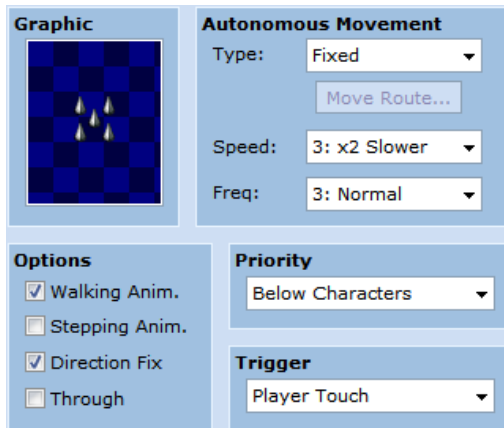 Graphic
Autonomous Movement
Type: Fixed
Move Route...
Speed: 3: x2 Slower
Freq: 3: Normal
Options
Walking Anim.
Stepping Anim.
Direction Fix
Through
Priority
Below Characters
Trigger
Player Touch